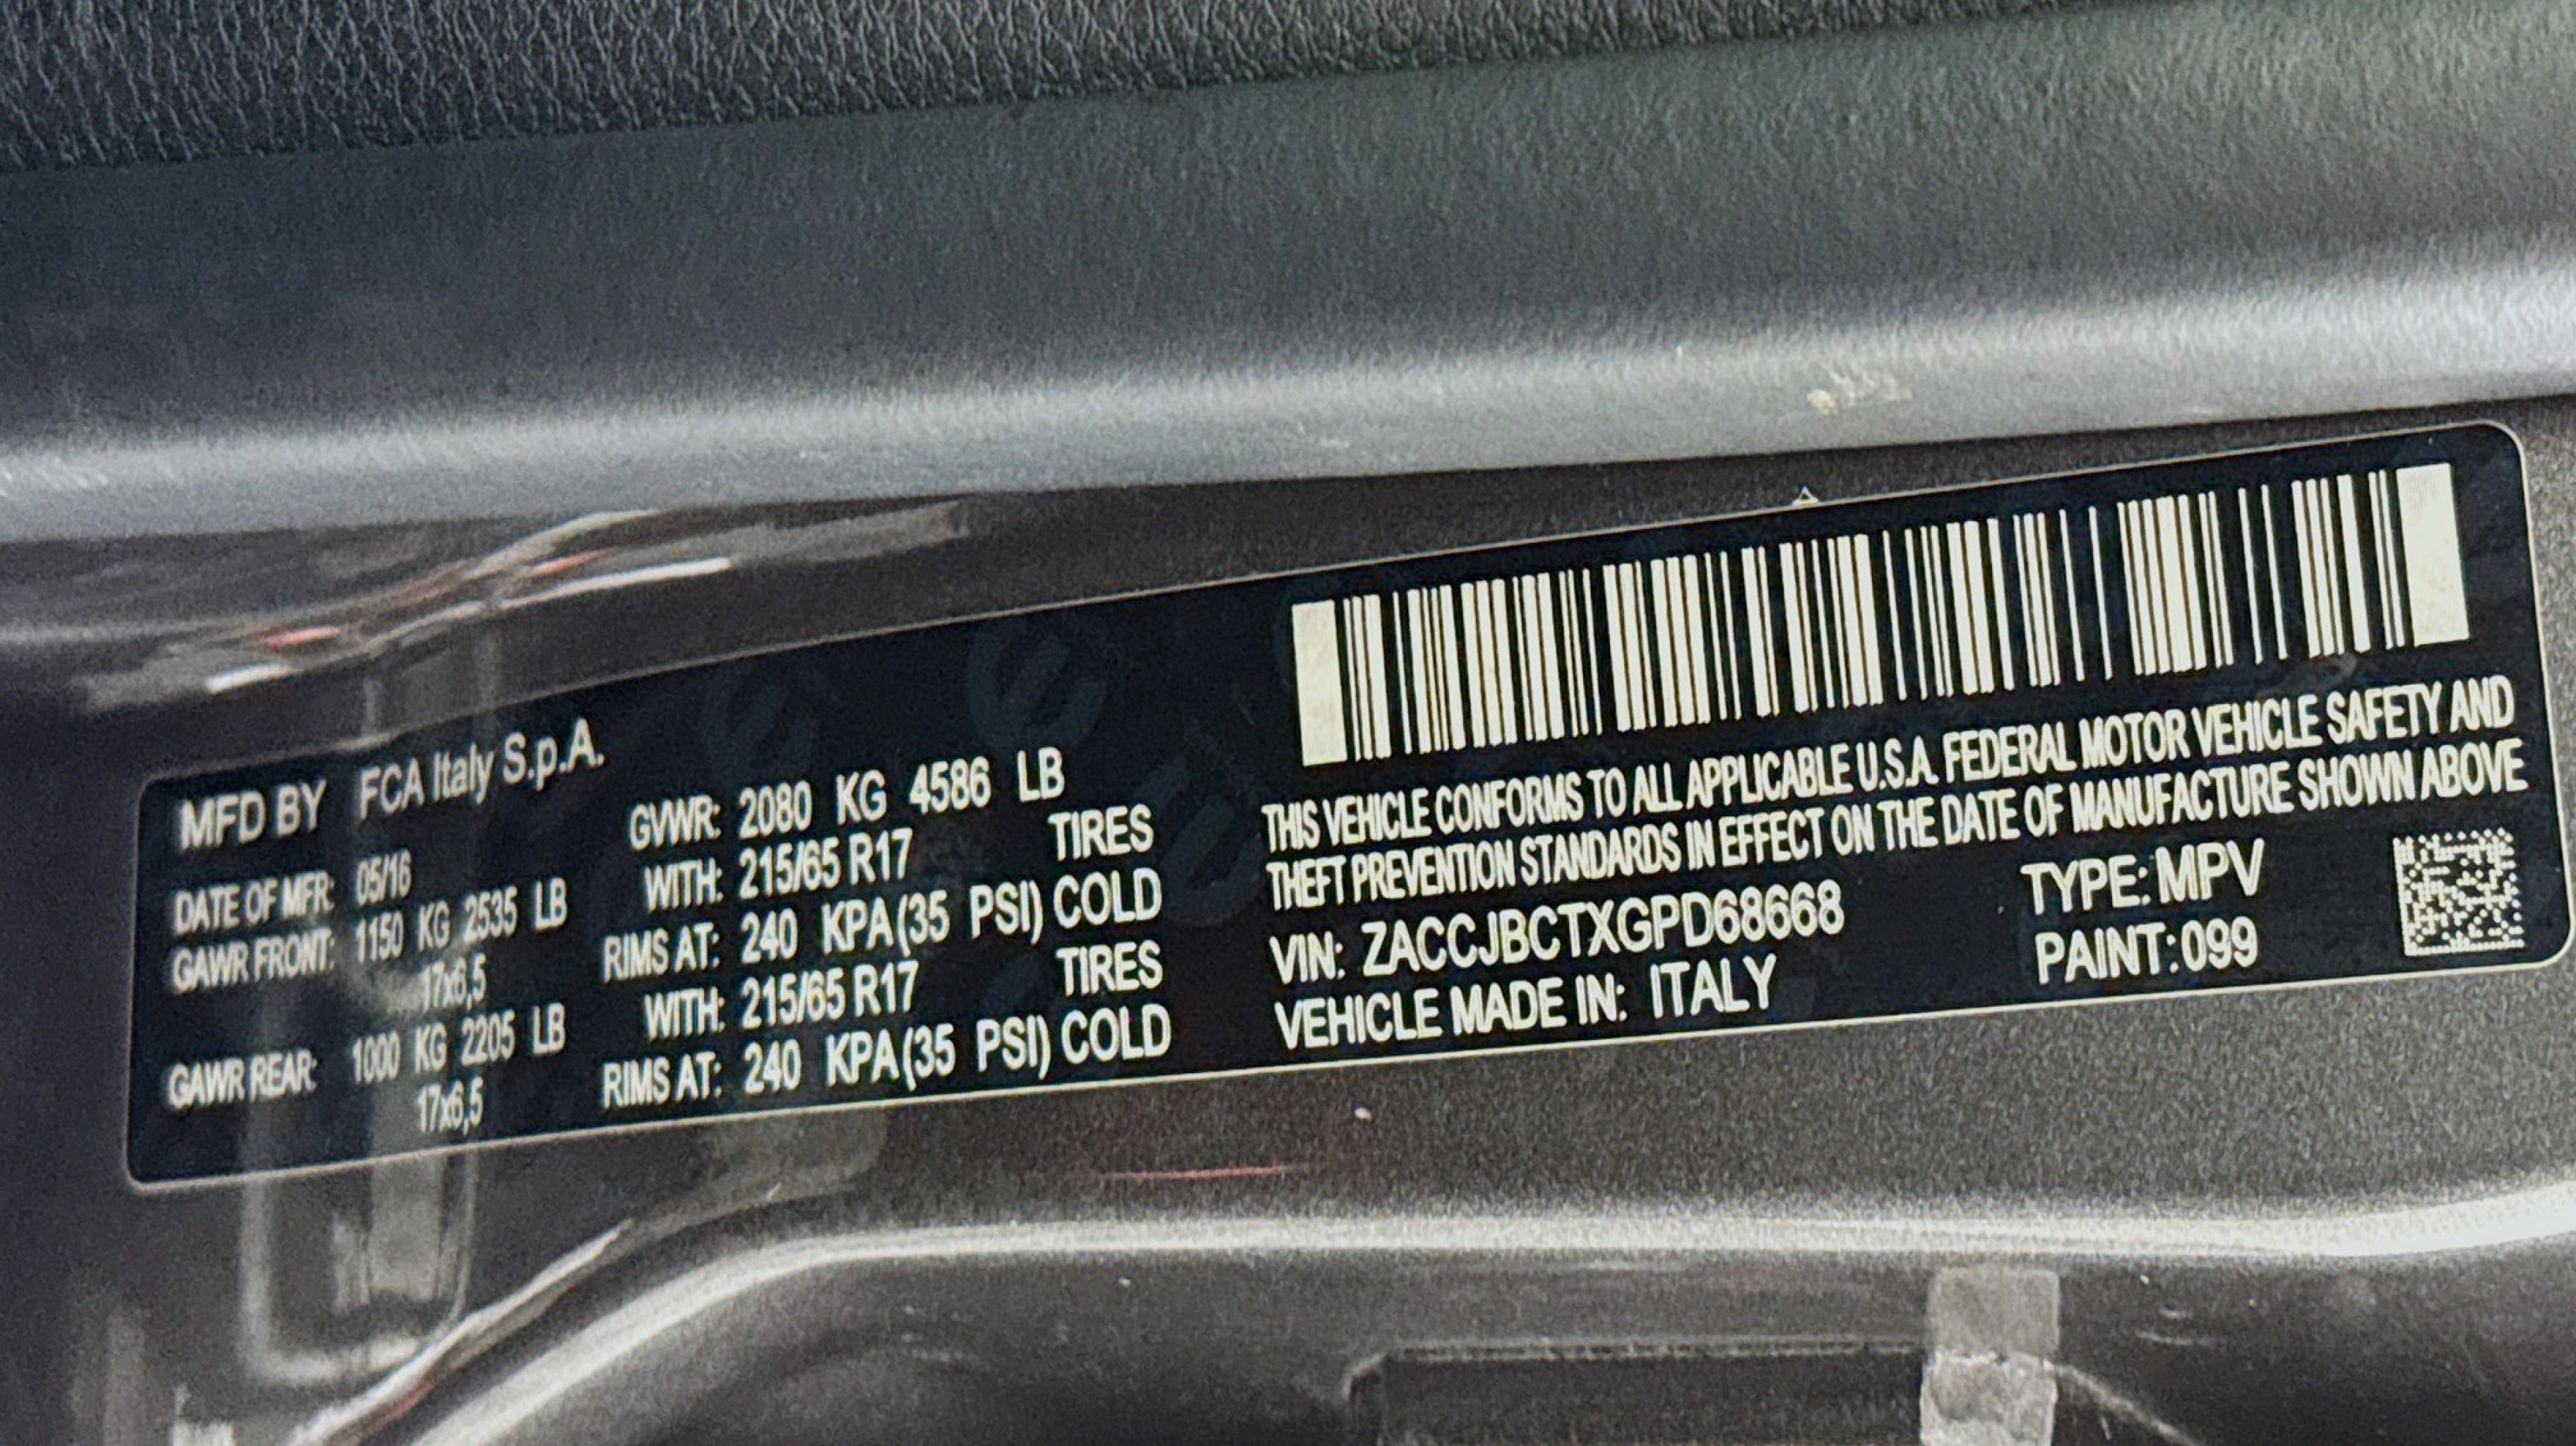 MFD BY FCA Italy S.p.A.
DATE OF MFR: 05/16 GVWR: 2080 KG 4586 LB
GAWR FRONT: 1150 KG 2535 LB WITH: 215/65 R17 TIRES
17x6,5 RIMS AT: 240 KPA(35 PSI) COLD
GAWR REAR: 1000 KG 2205 LB WITH: 215/65 R17 TIRES
17x6,5 RIMS AT: 240 KPA(35 PSI) COLD
THIS VEHICLE CONFORMS TO ALL APPLICABLE U.S.A. FEDERAL MOTOR VEHICLE SAFETY AND
THEFT PREVENTION STANDARDS IN EFFECT ON THE DATE OF MANUFACTURE SHOWN ABOVE
VIN: ZACCJBCTXGPD68668 TYPE: MPV
VEHICLE MADE IN: ITALY PAINT: 099